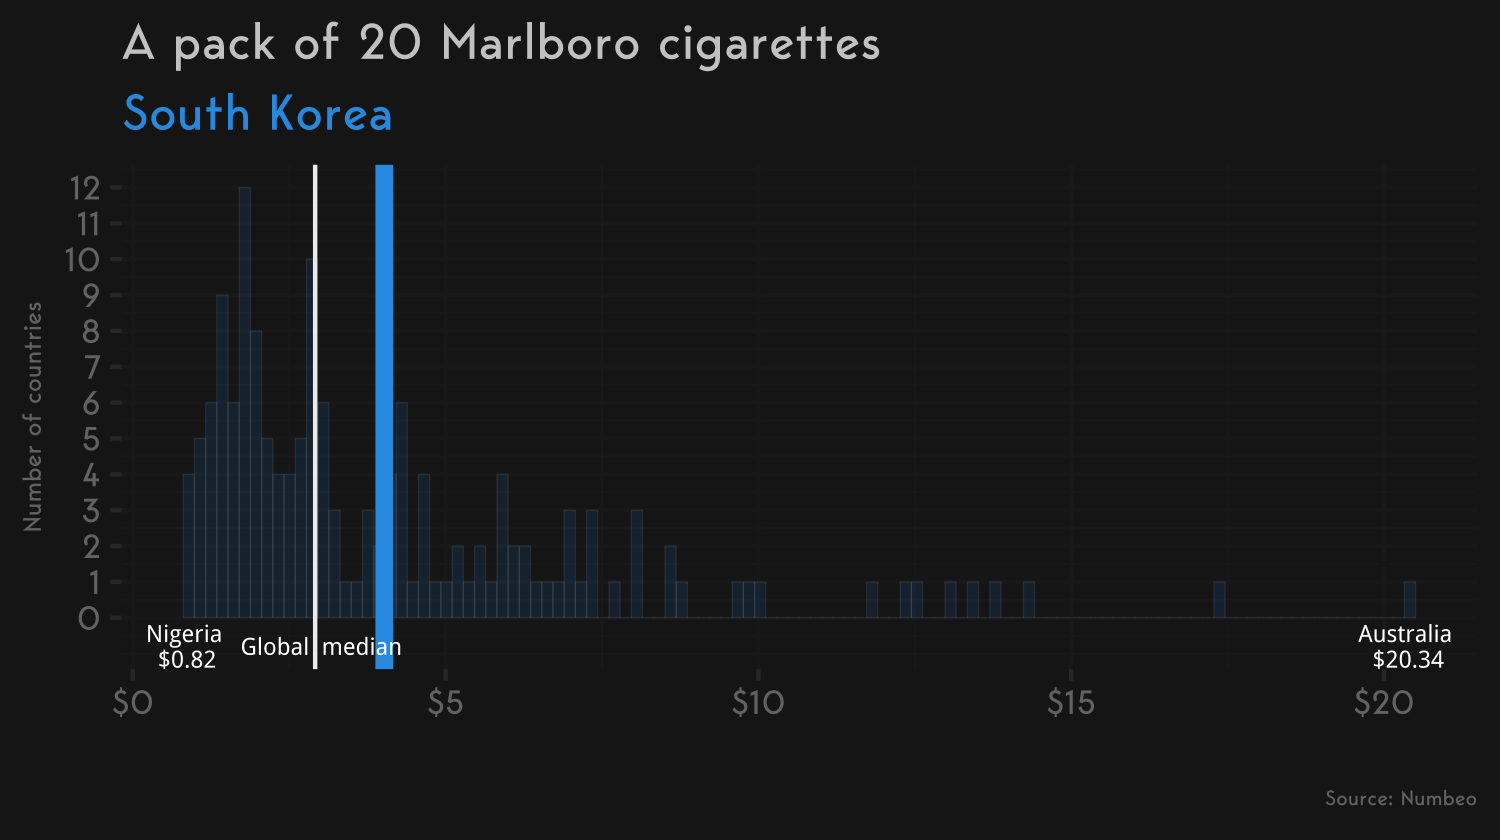 A pack of 20 Marlboro cigarettes
South Korea
Number of countries
12
11
10
9
8
7
6
5
4
3
2
1
0
Nigeria
$0.82
Global median
Australia
$20.34
$0 $5 $10 $15 $20
Source: Numbeo